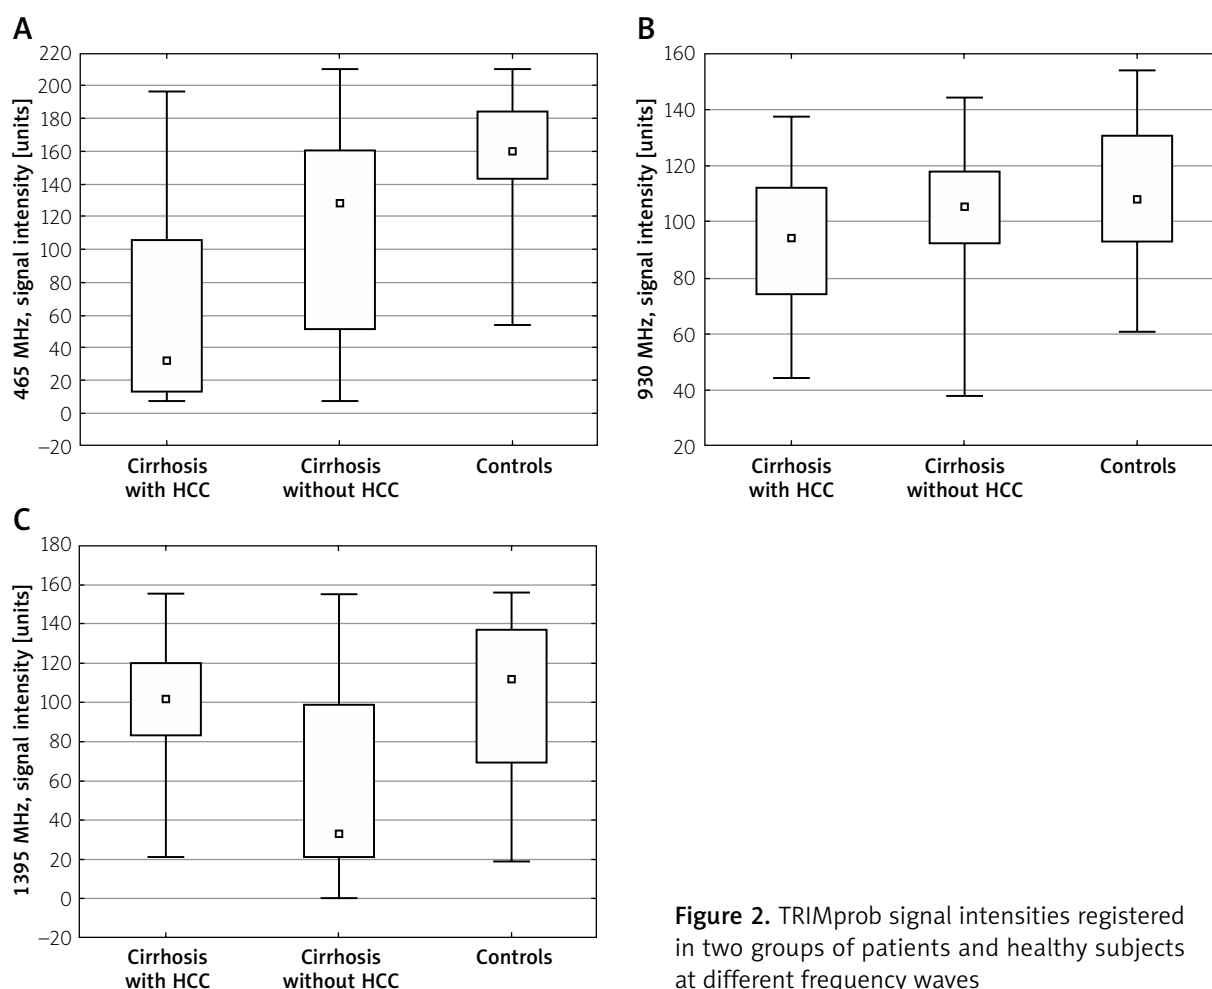 A
465 MHz, signal intensity [units]
220
200
180
160
140
120
100
80
60
40
20
0
–20
Cirrhosis
with HCC
Cirrhosis
without HCC
Controls
B
930 MHz, signal intensity [units]
160
140
120
100
80
60
40
20
Cirrhosis
with HCC
Cirrhosis
without HCC
Controls
C
1395 MHz, signal intensity [units]
180
160
140
120
100
80
60
40
20
0
–20
Cirrhosis
with HCC
Cirrhosis
without HCC
Controls
Figure 2. TRIMprob signal intensities registered
in two groups of patients and healthy subjects
at different frequency waves